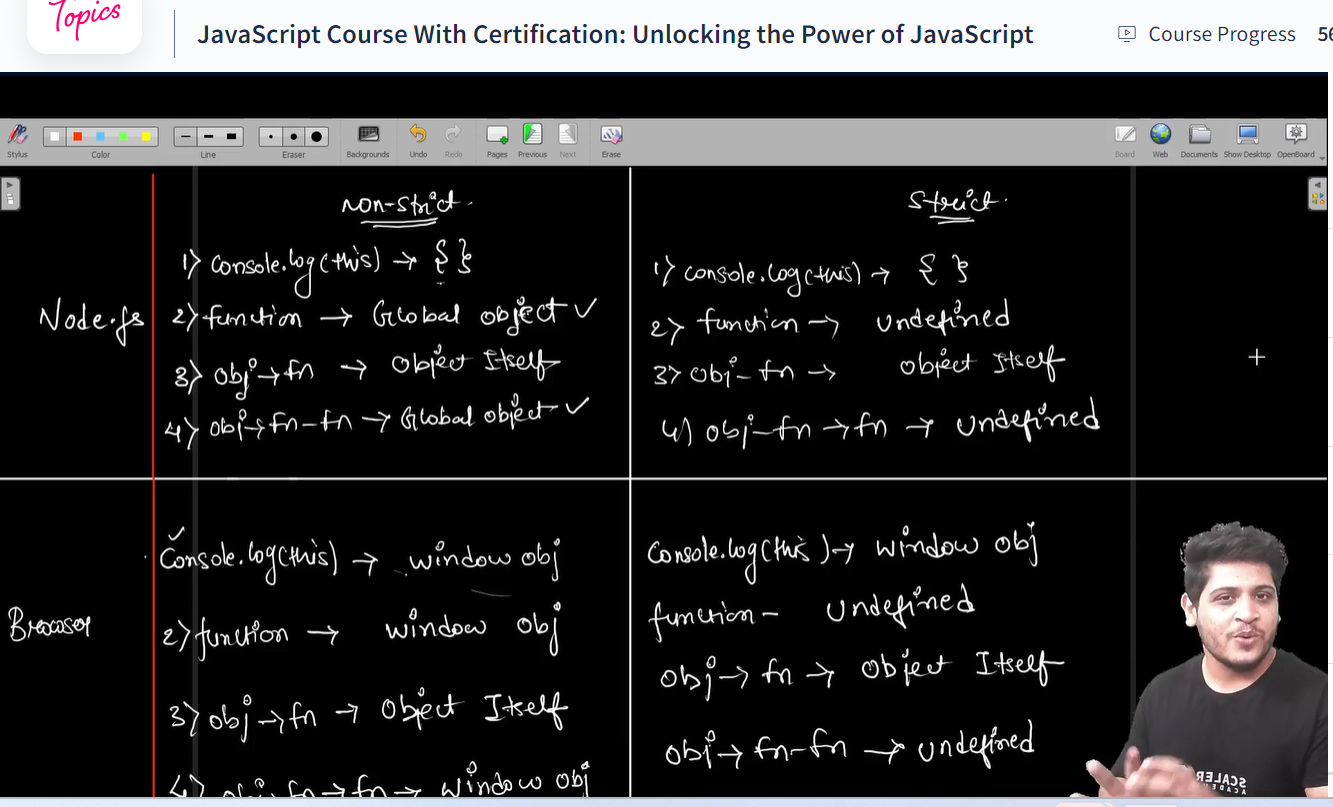 Topics
JavaScript Course With Certification: Unlocking the Power of JavaScript
Course Progress 56
Stylus Color Line Eraser Backgrounds Undo Redo Pages Previous Next Erase Board Web Documents Show Desktop OpenBoard
Non-Strict.
Strict.
Node.js
1) Console.log(this) → { }
2) function → Global object ✓
3) obj → fn → Object Itself
4) obj → fn - fn → Global object ✓
1) console.log(this) → { }
2) function → undefined
3) obj - fn → object Itself
4) obj - fn → fn → undefined
Browser
Console.log(this) → window obj
2) function → window obj
3) obj → fn → Object Itself
4) obj - fn → fn → window obj
Console.log(this) → window obj
function - undefined
obj → fn → Object Itself
obj → fn - fn → undefined
SCALER
ACADEMY